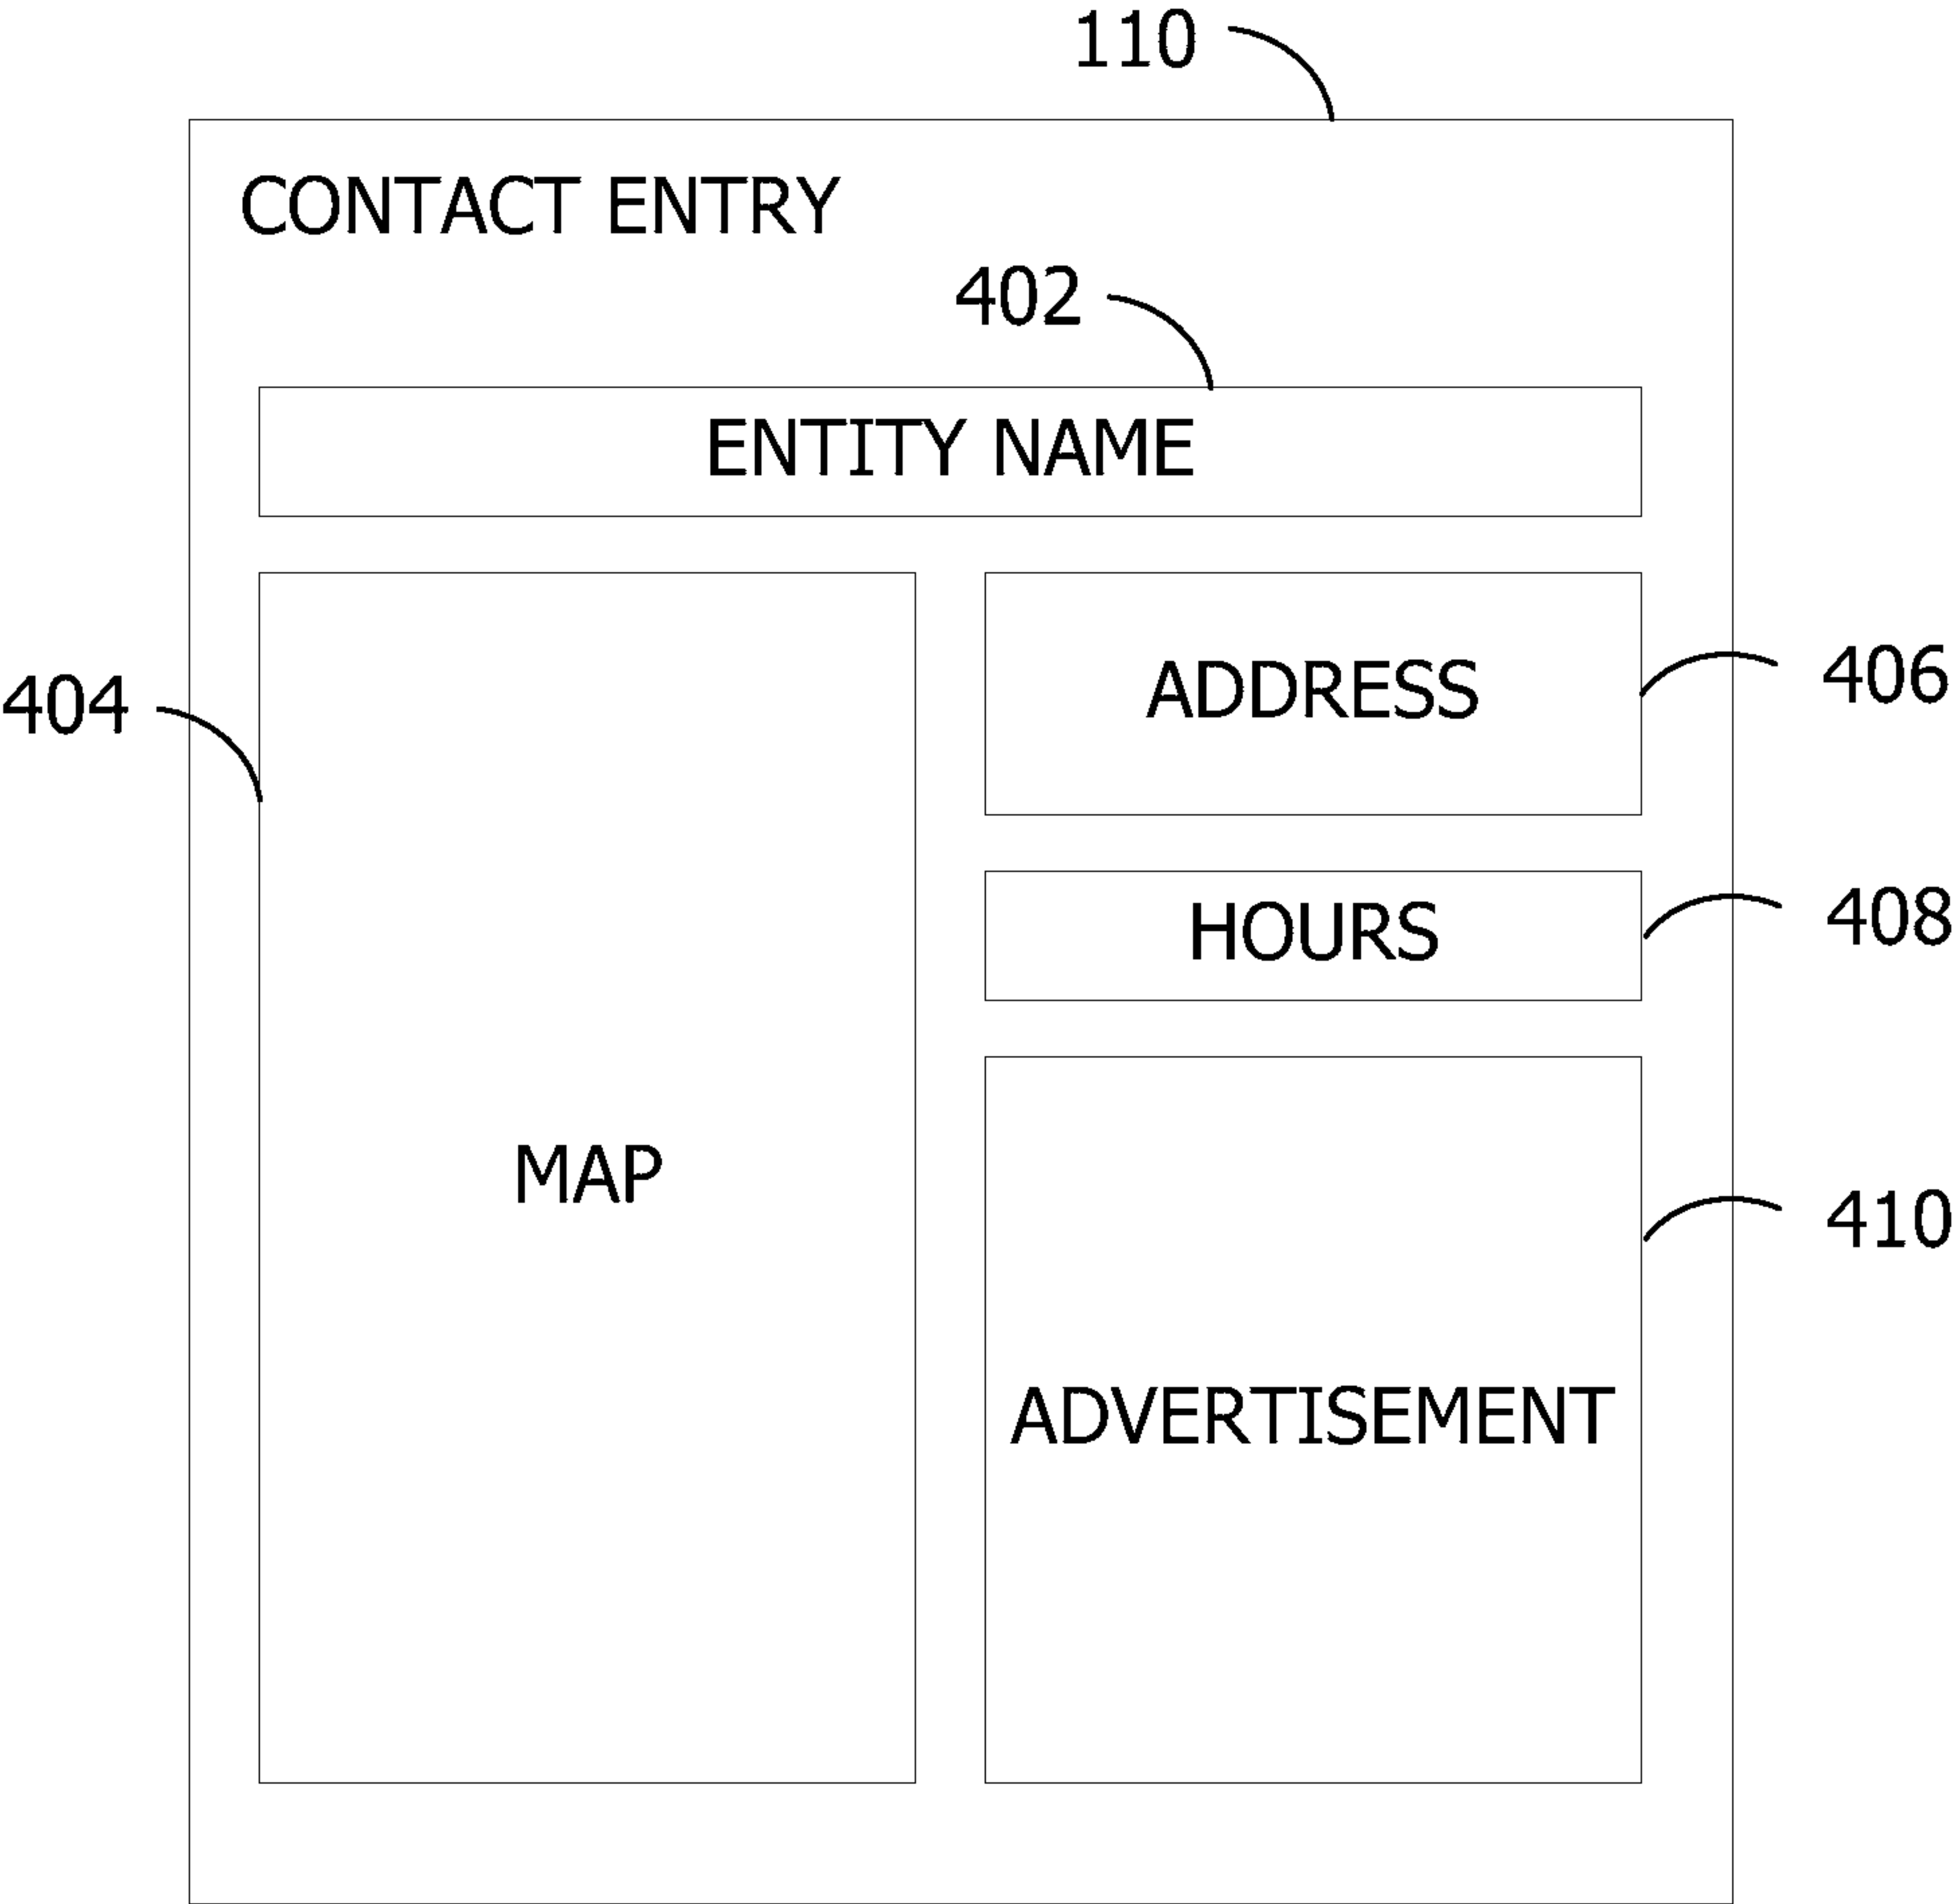 110
CONTACT ENTRY
402
ENTITY NAME
404
MAP
ADDRESS
406
HOURS
408
ADVERTISEMENT
410